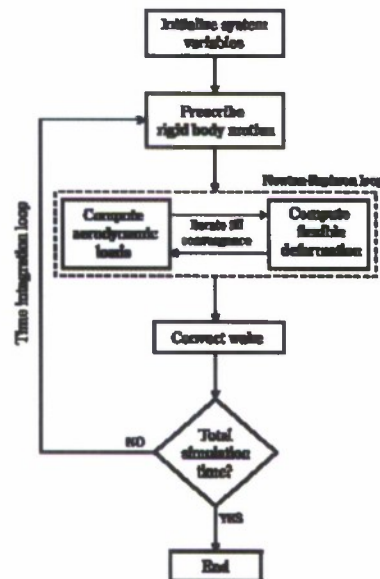 Initialize system
variables
Prescribe
rigid body motion
Newton-Raphson loop
Compute
aerodynamic
loads
Iterate till
convergence
Compute
flexible
deformation
Time integration loop
Convect wake
Total
simulation
time?
NO
YES
End